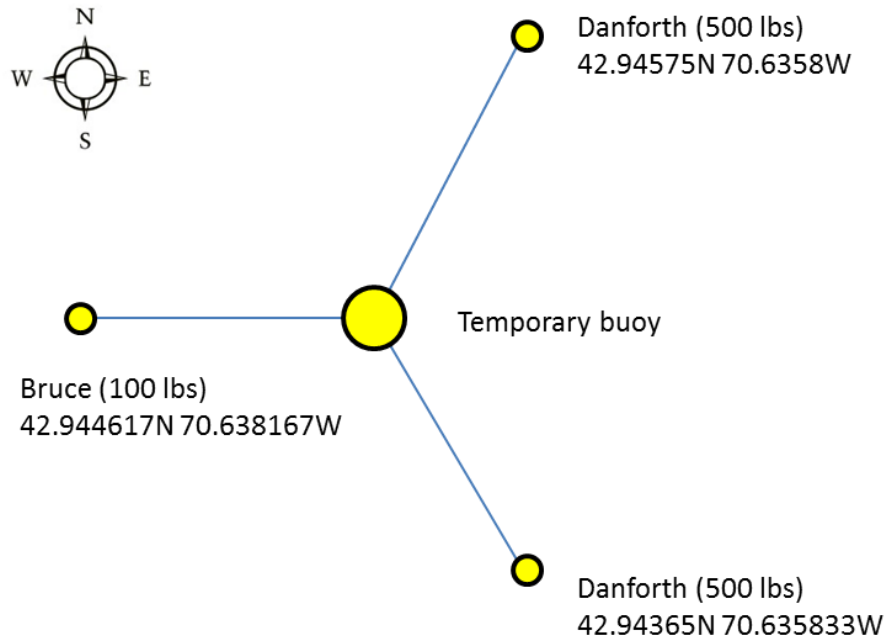 N
W
E
S
Danforth (500 lbs)
42.94575N 70.6358W
Temporary buoy
Bruce (100 lbs)
42.944617N 70.638167W
Danforth (500 lbs)
42.94365N 70.635833W